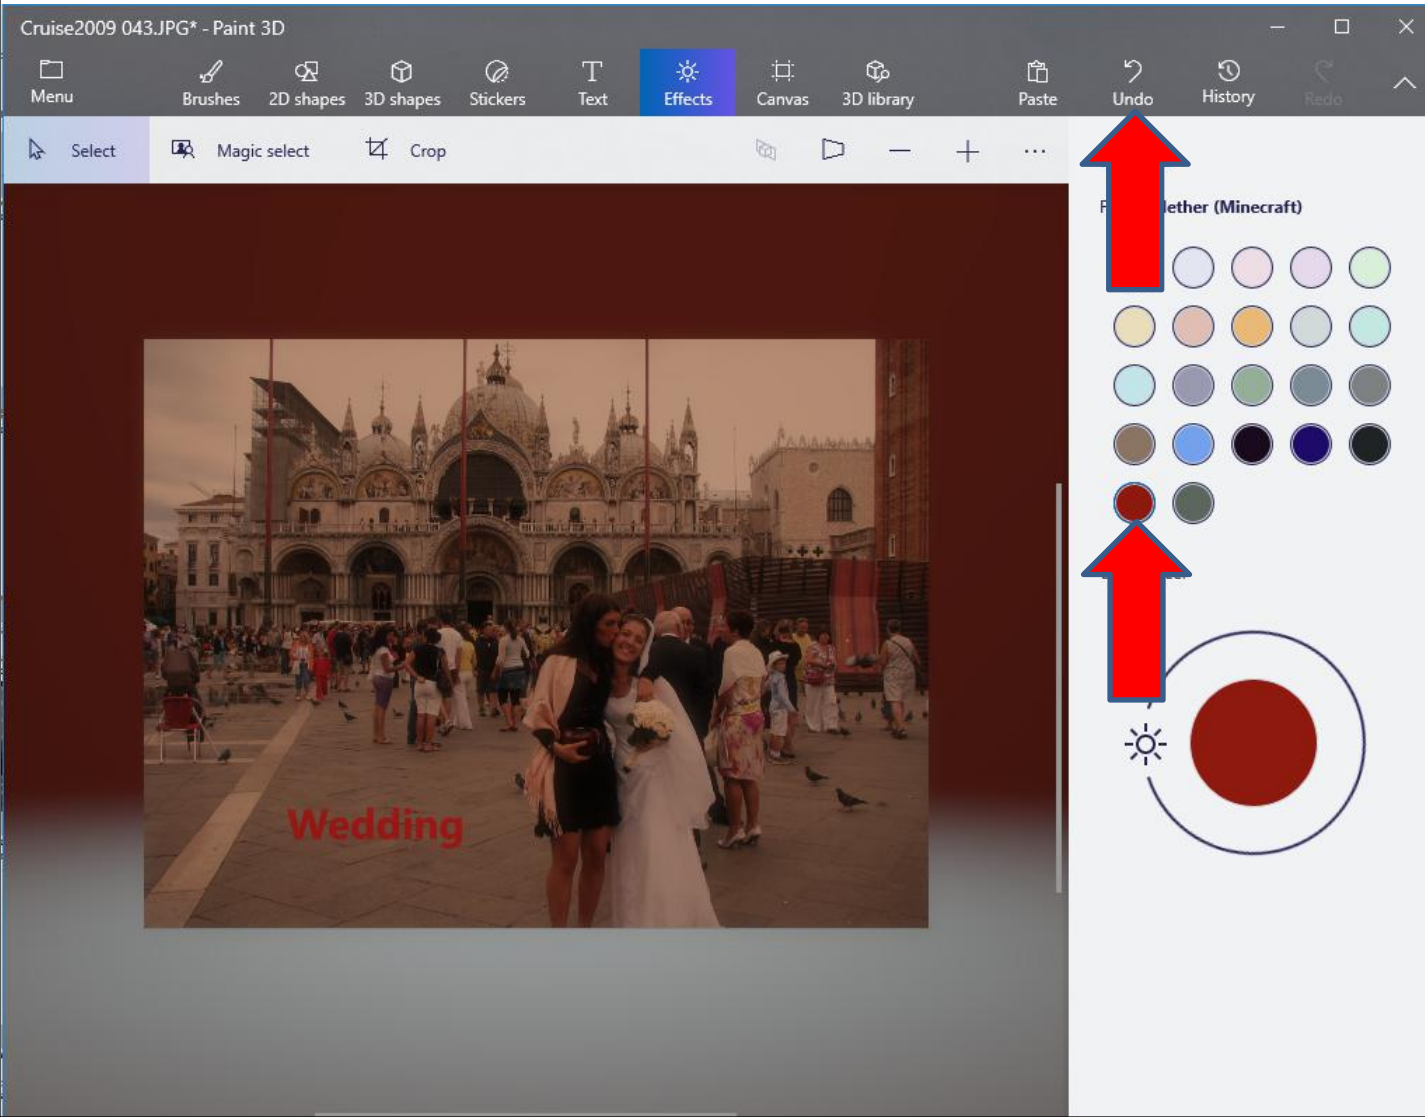 Cruise2009 043.JPG* - Paint 3D
Menu Brushes 2D shapes 3D shapes Stickers Text Effects Canvas 3D library Paste Undo History Redo
Select Magic select Crop
(Minecraft)
Wedding